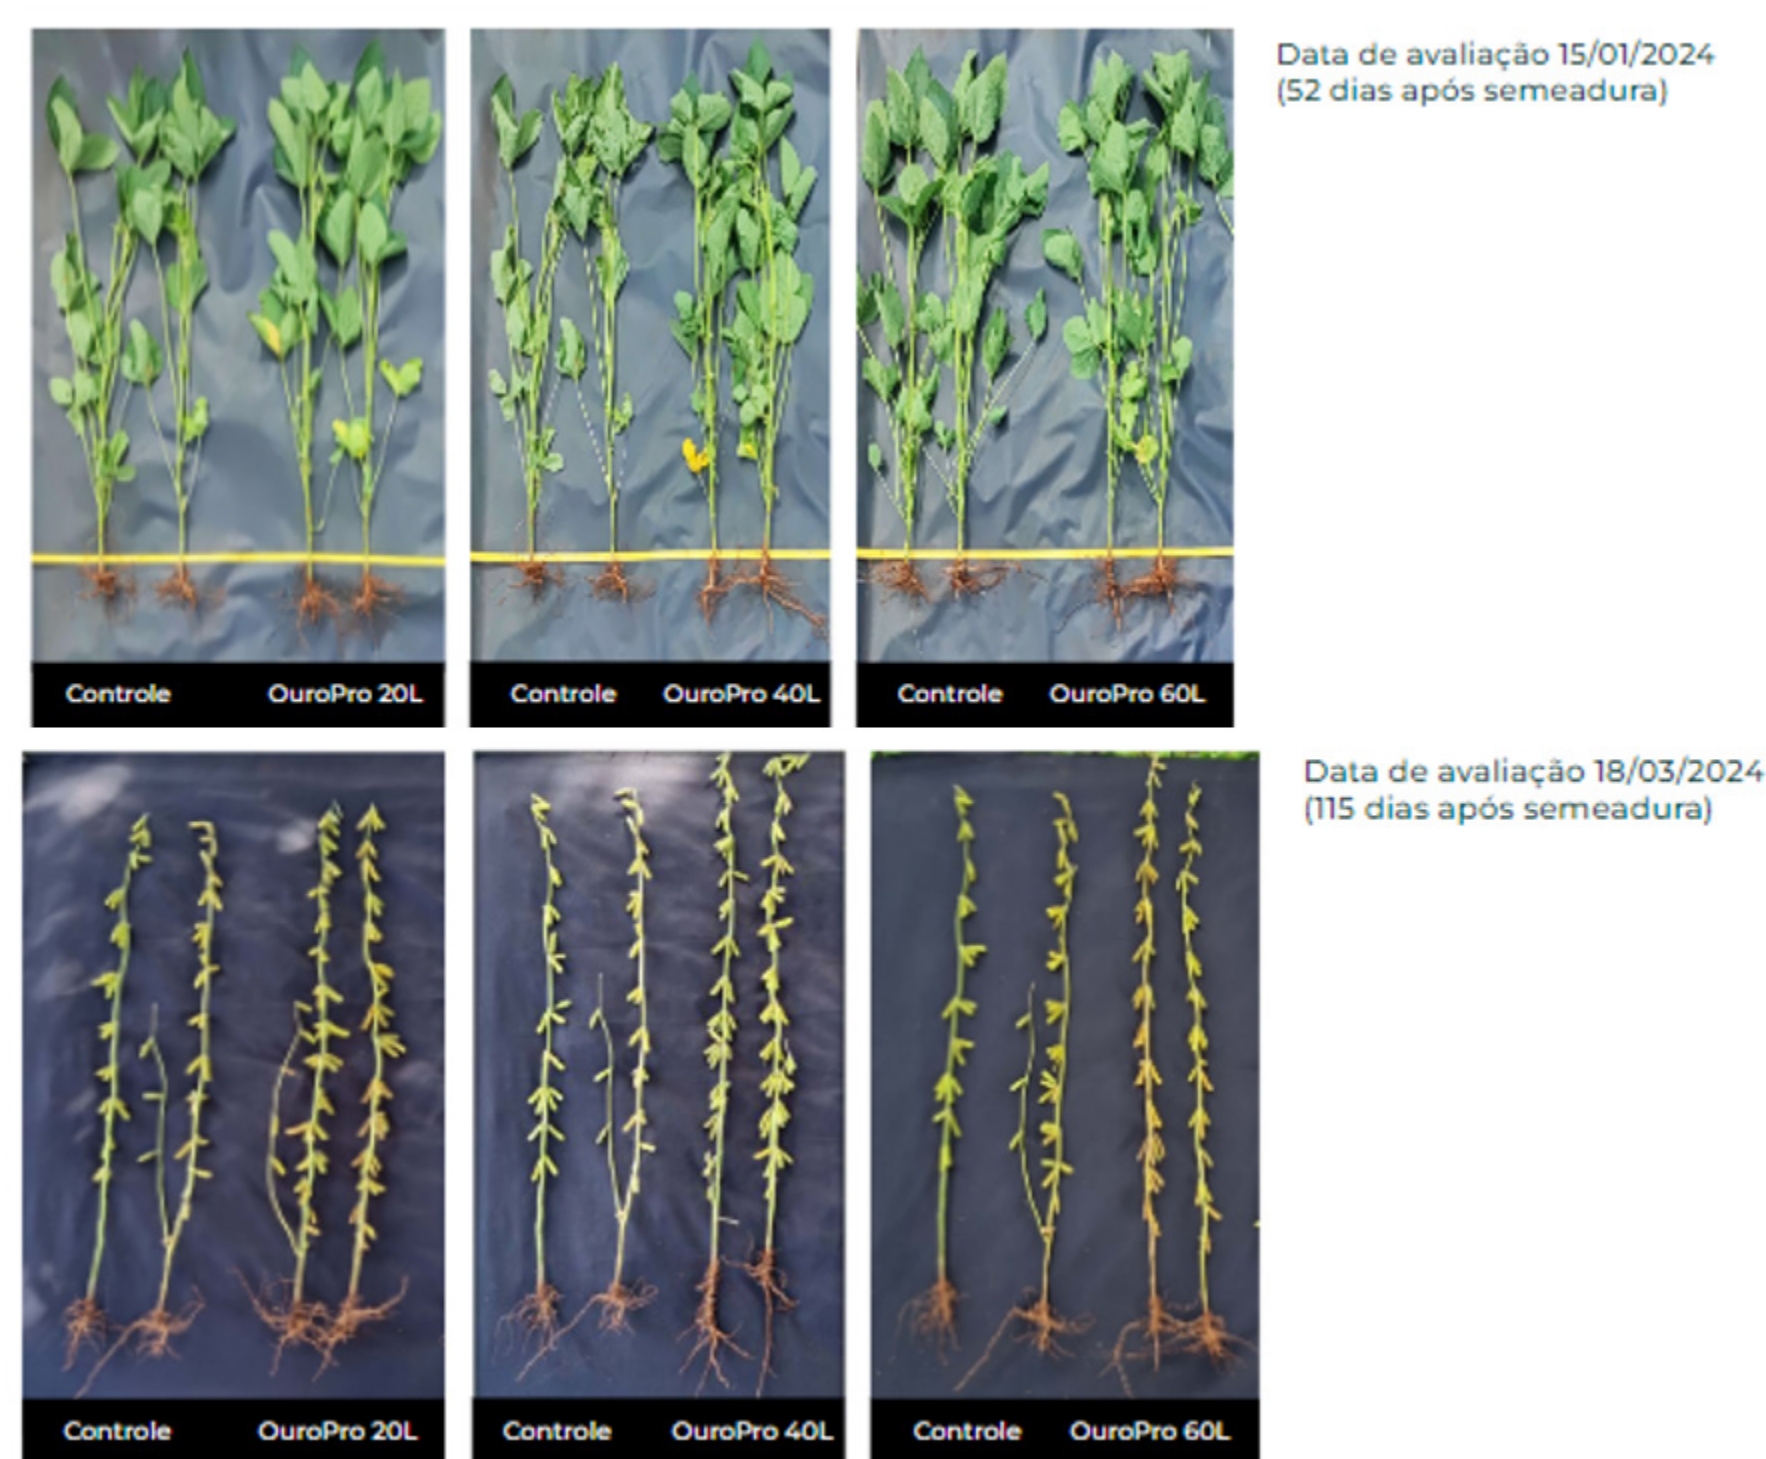 Data de avaliação 15/01/2024
(52 dias após semeadura)
Controle OuroPro 20L
Controle OuroPro 40L
Controle OuroPro 60L
Data de avaliação 18/03/2024
(115 dias após semeadura)
Controle OuroPro 20L
Controle OuroPro 40L
Controle OuroPro 60L